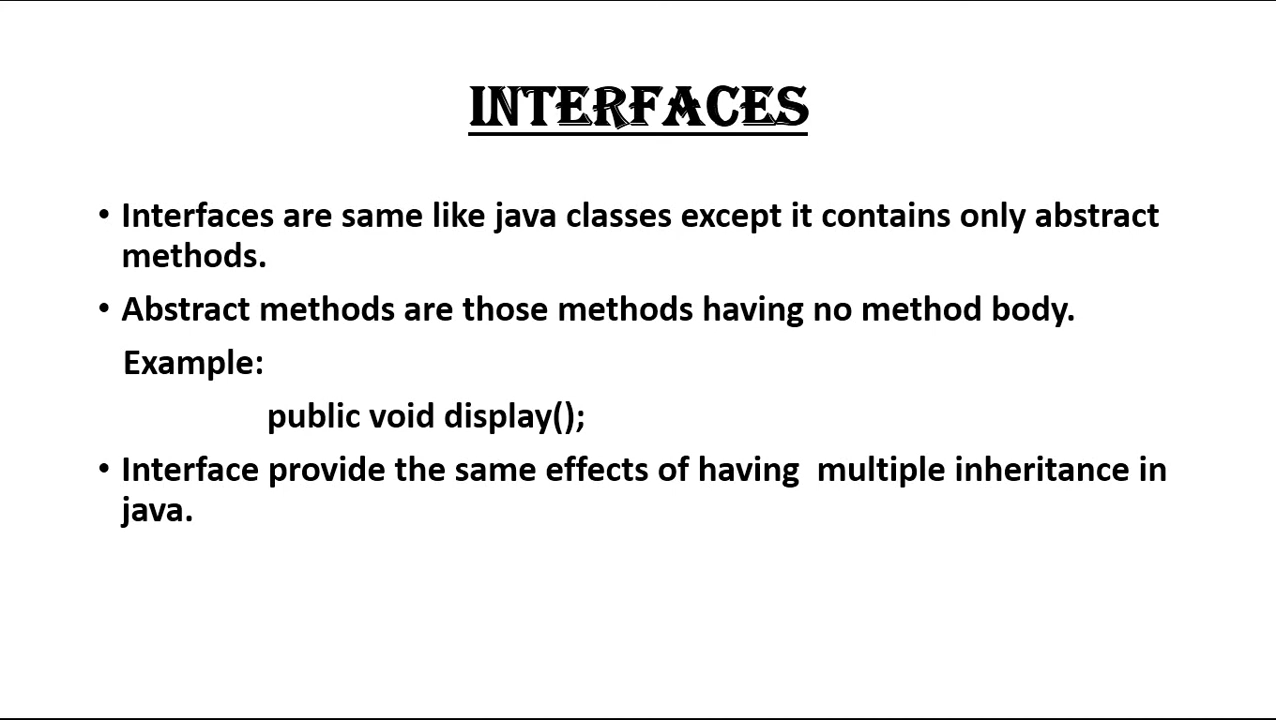 INTERFACES
• Interfaces are same like java classes except it contains only abstract
methods.
• Abstract methods are those methods having no method body.
Example:
public void display();
• Interface provide the same effects of having  multiple inheritance in
java.